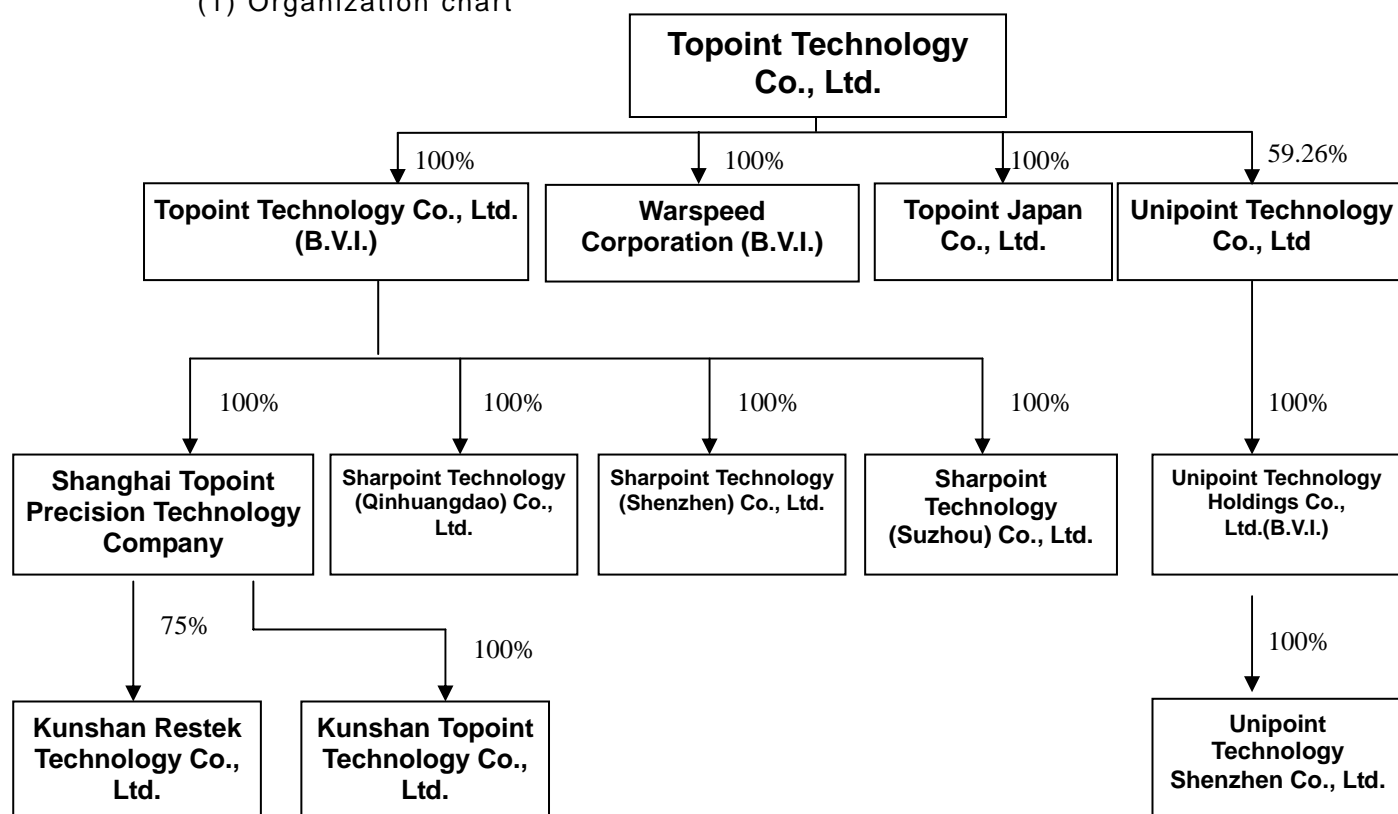 (1) Organization chart
Topoint Technology
Co., Ltd.
100%
100%
100%
59.26%
Topoint Technology Co., Ltd.
(B.V.I.)
Warspeed
Corporation (B.V.I.)
Topoint Japan
Co., Ltd.
Unipoint Technology
Co., Ltd
100%
100%
100%
100%
100%
Shanghai Topoint
Precision Technology
Company
Sharpoint Technology
(Qinhuangdao) Co.,
Ltd.
Sharpoint Technology
(Shenzhen) Co., Ltd.
Sharpoint
Technology
(Suzhou) Co., Ltd.
Unipoint Technology
Holdings Co.,
Ltd.(B.V.I.)
75%
100%
100%
Kunshan Restek
Technology Co.,
Ltd.
Kunshan Topoint
Technology Co.,
Ltd.
Unipoint
Technology
Shenzhen Co., Ltd.